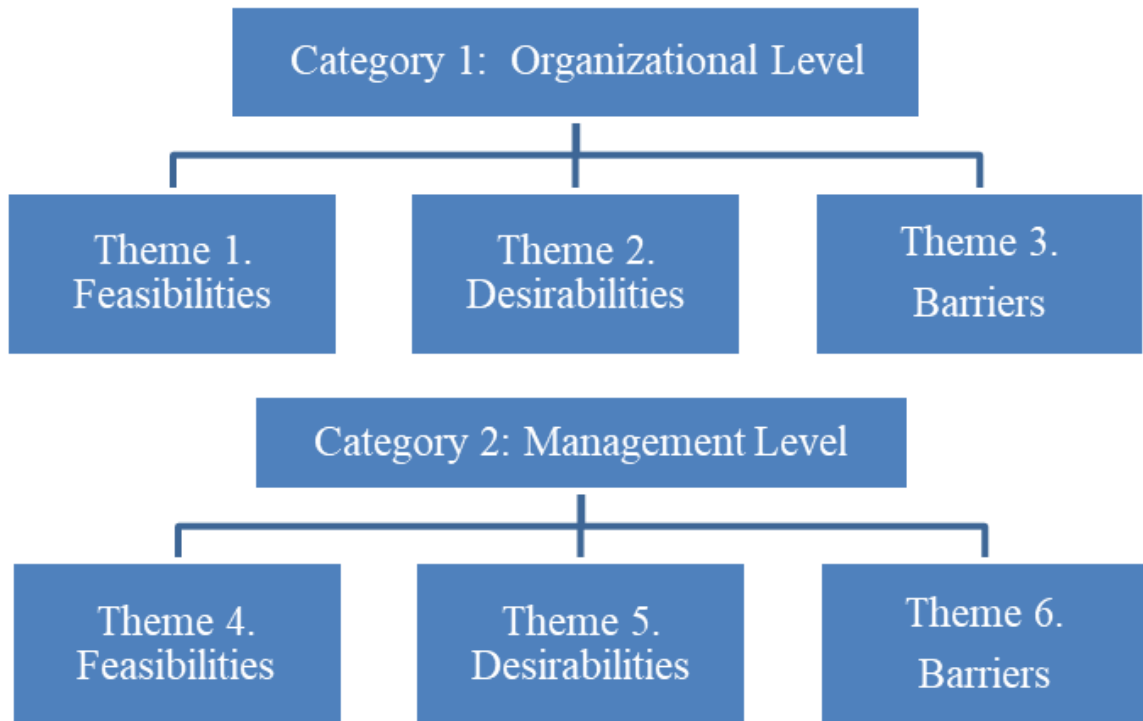 Category 1:  Organizational Level
Theme 1.
Feasibilities
Theme 2.
Desirabilities
Theme 3.
Barriers
Category 2: Management Level
Theme 4.
Feasibilities
Theme 5.
Desirabilities
Theme 6.
Barriers